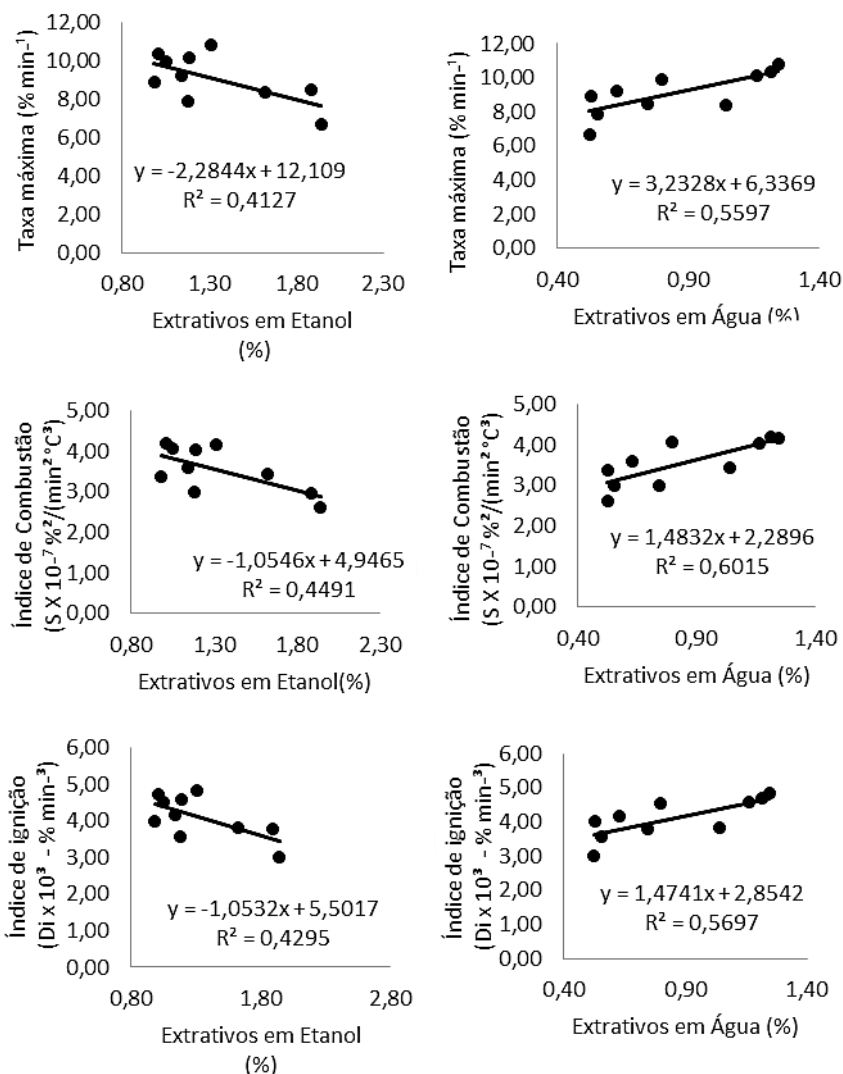 12,00
10,00
8,00
6,00
4,00
2,00
0,00
Taxa máxima (% min-¹)
y = -2,2844x + 12,109
R² = 0,4127
0,80 1,30 1,80 2,30
Extrativos em Etanol
(%)
12,00
10,00
8,00
6,00
4,00
2,00
0,00
Taxa máxima (% min-¹)
y = 3,2328x + 6,3369
R² = 0,5597
0,40 0,90 1,40
Extrativos em Água (%)
5,00
4,00
3,00
2,00
1,00
0,00
Índice de Combustão
(S X 10-⁷ %²/(min² °C³)
y = -1,0546x + 4,9465
R² = 0,4491
0,80 1,30 1,80 2,30
Extrativos em Etanol(%)
5,00
4,00
3,00
2,00
1,00
0,00
Índice de Combustão
(S X 10-⁷ %²/(min² °C³)
y = 1,4832x + 2,2896
R² = 0,6015
0,40 0,90 1,40
Extrativos em Água (%)
6,00
5,00
4,00
3,00
2,00
1,00
0,00
Índice de ignição
(Di x 10³ - % min-³)
y = -1,0532x + 5,5017
R² = 0,4295
0,80 1,80 2,80
Extrativos em Etanol
(%)
6,00
5,00
4,00
3,00
2,00
1,00
0,00
Índice de ignição
(Di x 10³ - % min-³)
y = 1,4741x + 2,8542
R² = 0,5697
0,40 0,90 1,40
Extrativos em Água (%)